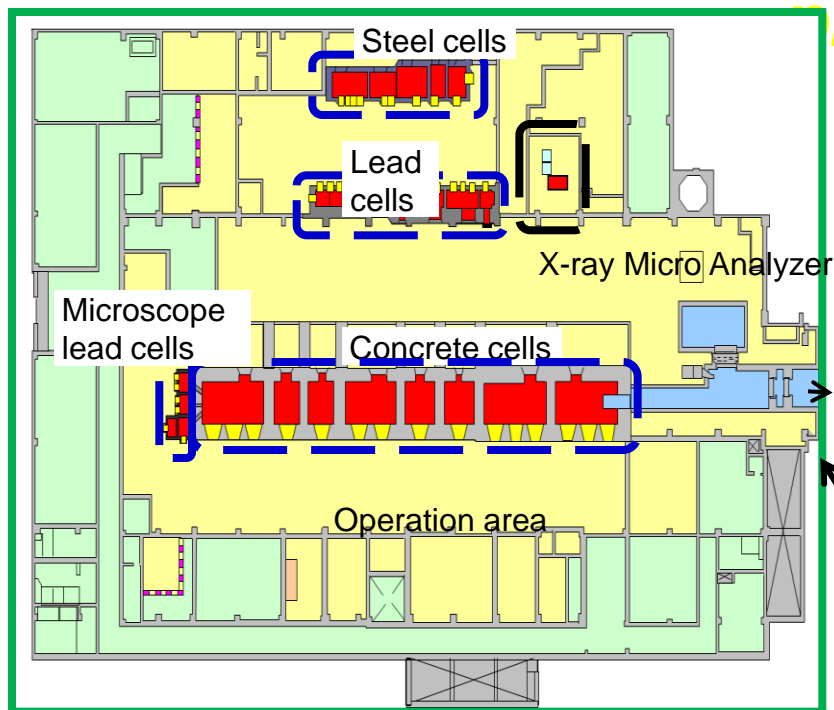 Steel cells
Lead
cells
X-ray Micro Analyzer
Microscope
lead cells
Concrete cells
Operation area